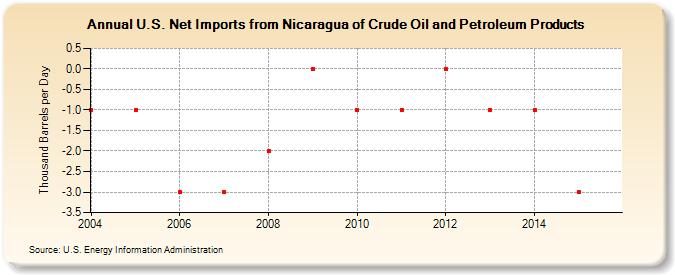 Annual U.S. Net Imports from Nicaragua of Crude Oil and Petroleum Products
Thousand Barrels per Day
0.5
0.0
-0.5
-1.0
-1.5
-2.0
-2.5
-3.0
-3.5
2004 2006 2008 2010 2012 2014
Source: U.S. Energy Information Administration